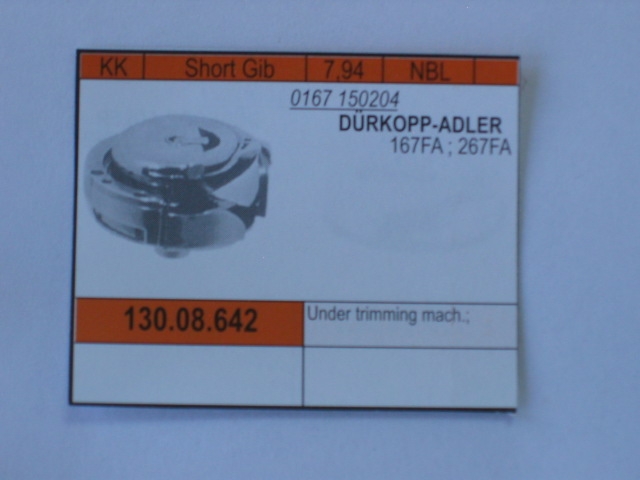 KK Short Gib 7,94 NBL
0167 150204
DÜRKOPP-ADLER
167FA ; 267FA
130.08.642 Under trimming mach.;